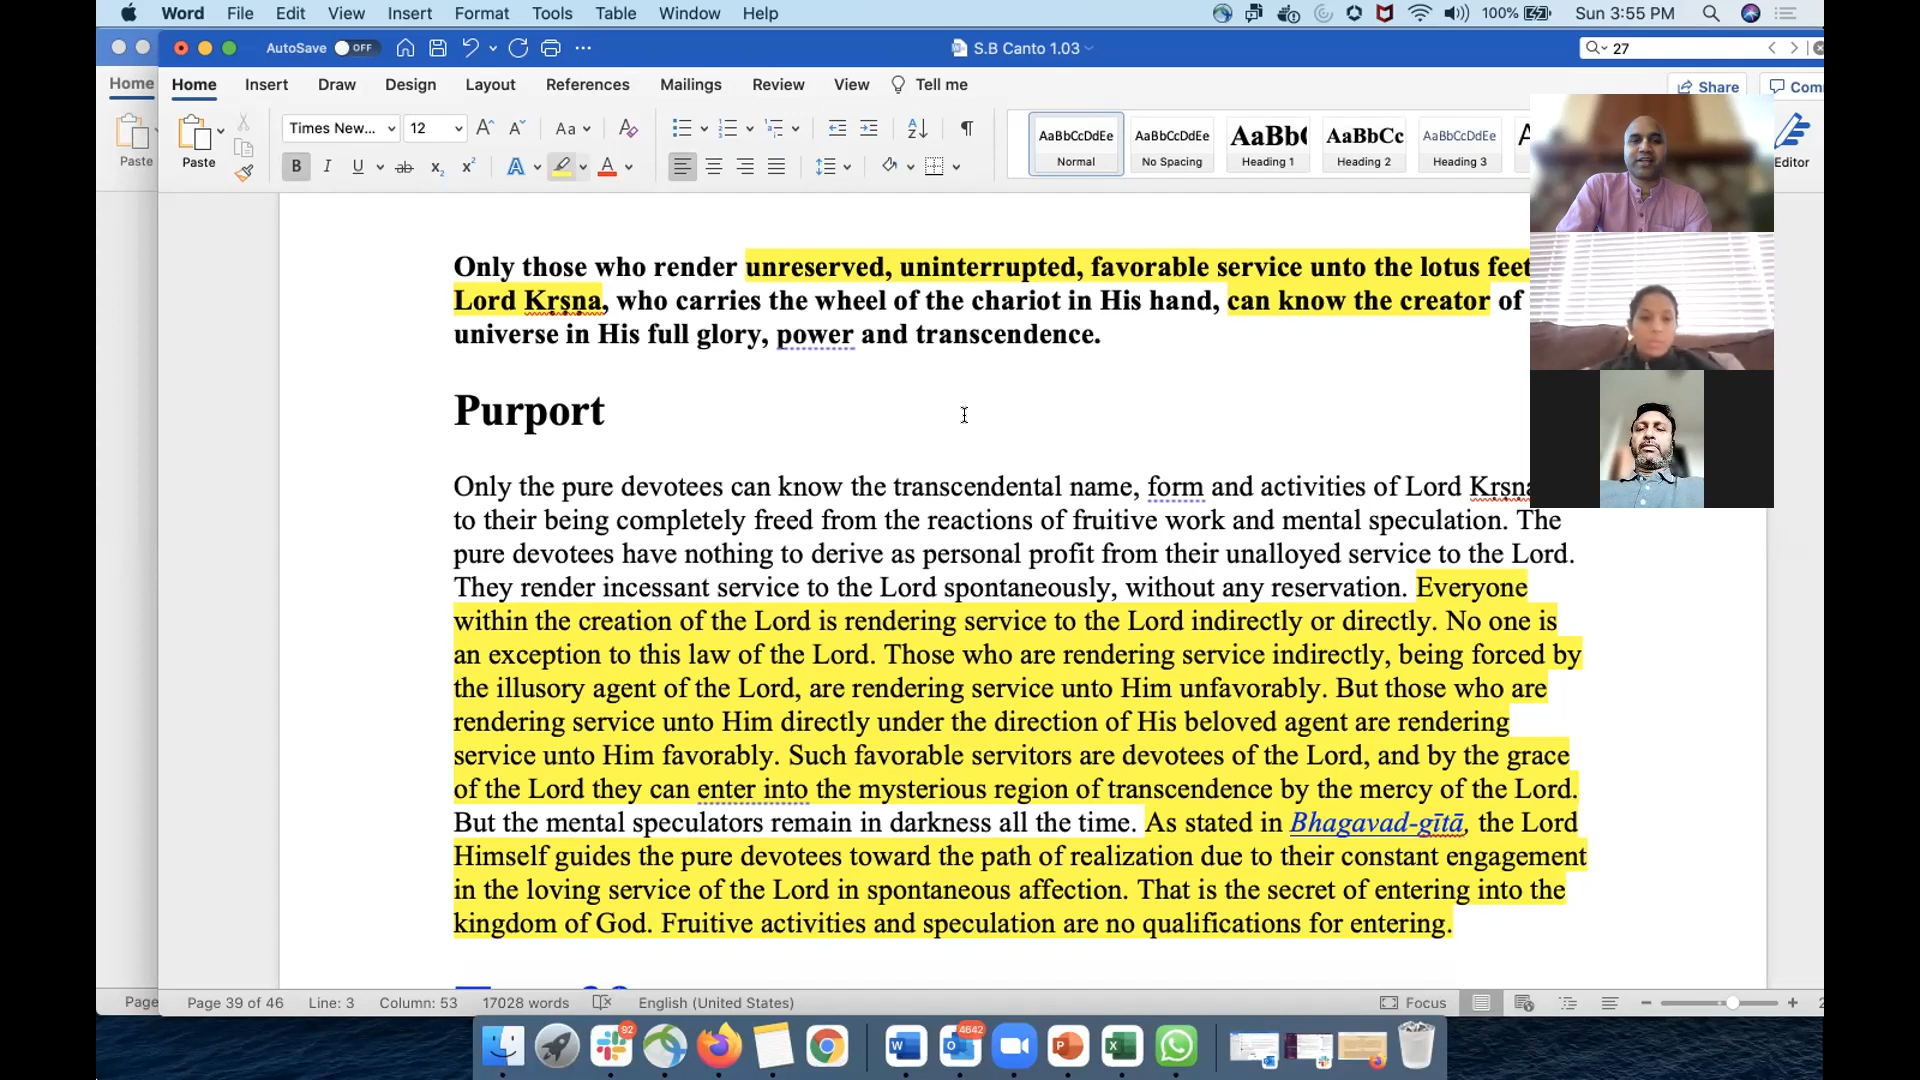 Word File Edit View Insert Format Tools Table Window Help 100% Sun 3:55 PM
AutoSave OFF S.B Canto 1.03 27
Home Home Insert Draw Design Layout References Mailings Review View Tell me Share Com
Paste Paste Times New... 12 Aa AaBbCcDdEe AaBbCcDdEe AaBb( AaBbCc AaBbCcDdEe
Normal No Spacing Heading 1 Heading 2 Heading 3 Editor
Only those who render unreserved, uninterrupted, favorable service unto the lotus feet
Lord Krsna, who carries the wheel of the chariot in His hand, can know the creator of
universe in His full glory, power and transcendence.
Purport
Only the pure devotees can know the transcendental name, form and activities of Lord Krsna
to their being completely freed from the reactions of fruitive work and mental speculation. The
pure devotees have nothing to derive as personal profit from their unalloyed service to the Lord.
They render incessant service to the Lord spontaneously, without any reservation. Everyone
within the creation of the Lord is rendering service to the Lord indirectly or directly. No one is
an exception to this law of the Lord. Those who are rendering service indirectly, being forced by
the illusory agent of the Lord, are rendering service unto Him unfavorably. But those who are
rendering service unto Him directly under the direction of His beloved agent are rendering
service unto Him favorably. Such favorable servitors are devotees of the Lord, and by the grace
of the Lord they can enter into the mysterious region of transcendence by the mercy of the Lord.
But the mental speculators remain in darkness all the time. As stated in Bhagavad-gītā, the Lord
Himself guides the pure devotees toward the path of realization due to their constant engagement
in the loving service of the Lord in spontaneous affection. That is the secret of entering into the
kingdom of God. Fruitive activities and speculation are no qualifications for entering.
Page Page 39 of 46 Line: 3 Column: 53 17028 words English (United States) Focus
92 4642